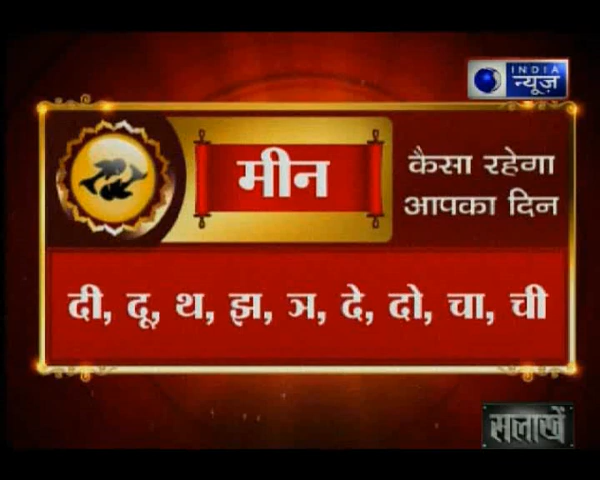 INDIA
न्यूज़
मीन
कैसा रहेगा
आपका दिन
दी, दू, थ, झ, ञ, दे, दो, चा, ची
सलाखें